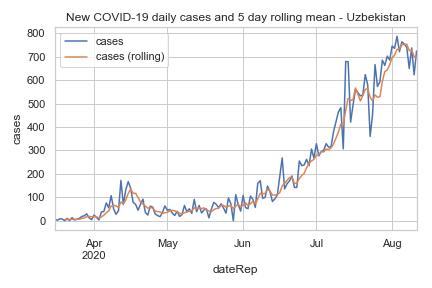 New COVID-19 daily cases and 5 day rolling mean - Uzbekistan
cases
cases (rolling)
800
700
600
500
400
300
200
100
0
cases
Apr
2020
May
Jun
Jul
Aug
dateRep